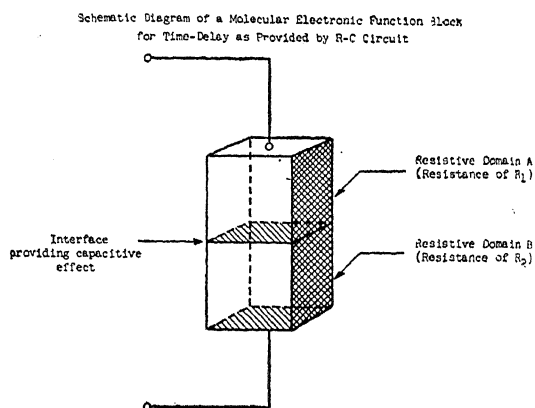 Schematic Diagram of a Molecular Electronic Function Block
for Time-Delay as Provided by R-C Circuit
Resistive Domain A
(Resistance of R1)
Interface
providing capacitive
effect
Resistive Domain B
(Resistance of R2)